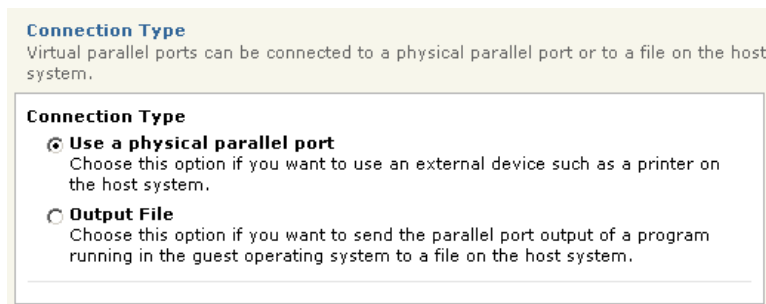 Connection Type
Virtual parallel ports can be connected to a physical parallel port or to a file on the host
system.
Connection Type
Use a physical parallel port
Choose this option if you want to use an external device such as a printer on
the host system.
Output File
Choose this option if you want to send the parallel port output of a program
running in the guest operating system to a file on the host system.